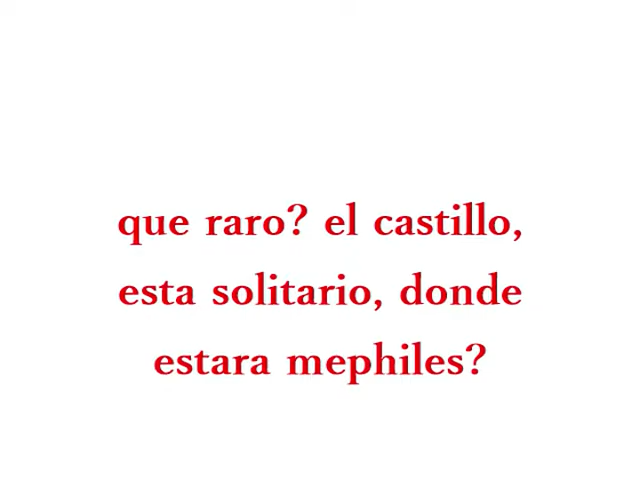 que raro? el castillo,
esta solitario, donde
estara mephiles?